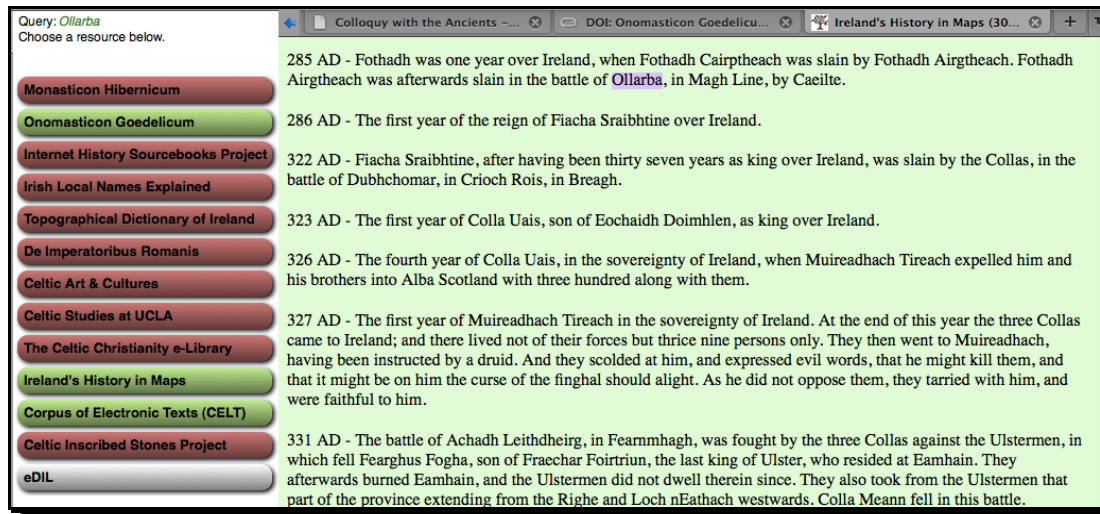 Query: Ollarba
Choose a resource below.
Monasticon Hibernicum
Onomasticon Goedelicum
Internet History Sourcebooks Project
Irish Local Names Explained
Topographical Dictionary of Ireland
De Imperatoribus Romanis
Celtic Art & Cultures
Celtic Studies at UCLA
The Celtic Christianity e-Library
Ireland's History in Maps
Corpus of Electronic Texts (CELT)
Celtic Inscribed Stones Project
eDIL
Colloquy with the Ancients –...
DOI: Onomasticon Goedelicu...
Ireland's History in Maps (30...
285 AD - Fothadh was one year over Ireland, when Fothadh Cairptheach was slain by Fothadh Airgtheach. Fothadh
Airgtheach was afterwards slain in the battle of Ollarba, in Magh Line, by Caeilte.
286 AD - The first year of the reign of Fiacha Sraibhtine over Ireland.
322 AD - Fiacha Sraibhtine, after having been thirty seven years as king over Ireland, was slain by the Collas, in the
battle of Dubhchomar, in Crioch Rois, in Breagh.
323 AD - The first year of Colla Uais, son of Eochaidh Doimhlen, as king over Ireland.
326 AD - The fourth year of Colla Uais, in the sovereignty of Ireland, when Muireadhach Tireach expelled him and
his brothers into Alba Scotland with three hundred along with them.
327 AD - The first year of Muireadhach Tireach in the sovereignty of Ireland. At the end of this year the three Collas
came to Ireland; and there lived not of their forces but thrice nine persons only. They then went to Muireadhach,
having been instructed by a druid. And they scolded at him, and expressed evil words, that he might kill them, and
that it might be on him the curse of the finghal should alight. As he did not oppose them, they tarried with him, and
were faithful to him.
331 AD - The battle of Achadh Leithdheirg, in Fearnmhagh, was fought by the three Collas against the Ulstermen, in
which fell Fearghus Fogha, son of Fraechar Foirtriun, the last king of Ulster, who resided at Eamhain. They
afterwards burned Eamhain, and the Ulstermen did not dwell therein since. They also took from the Ulstermen that
part of the province extending from the Righe and Loch nEathach westwards. Colla Meann fell in this battle.